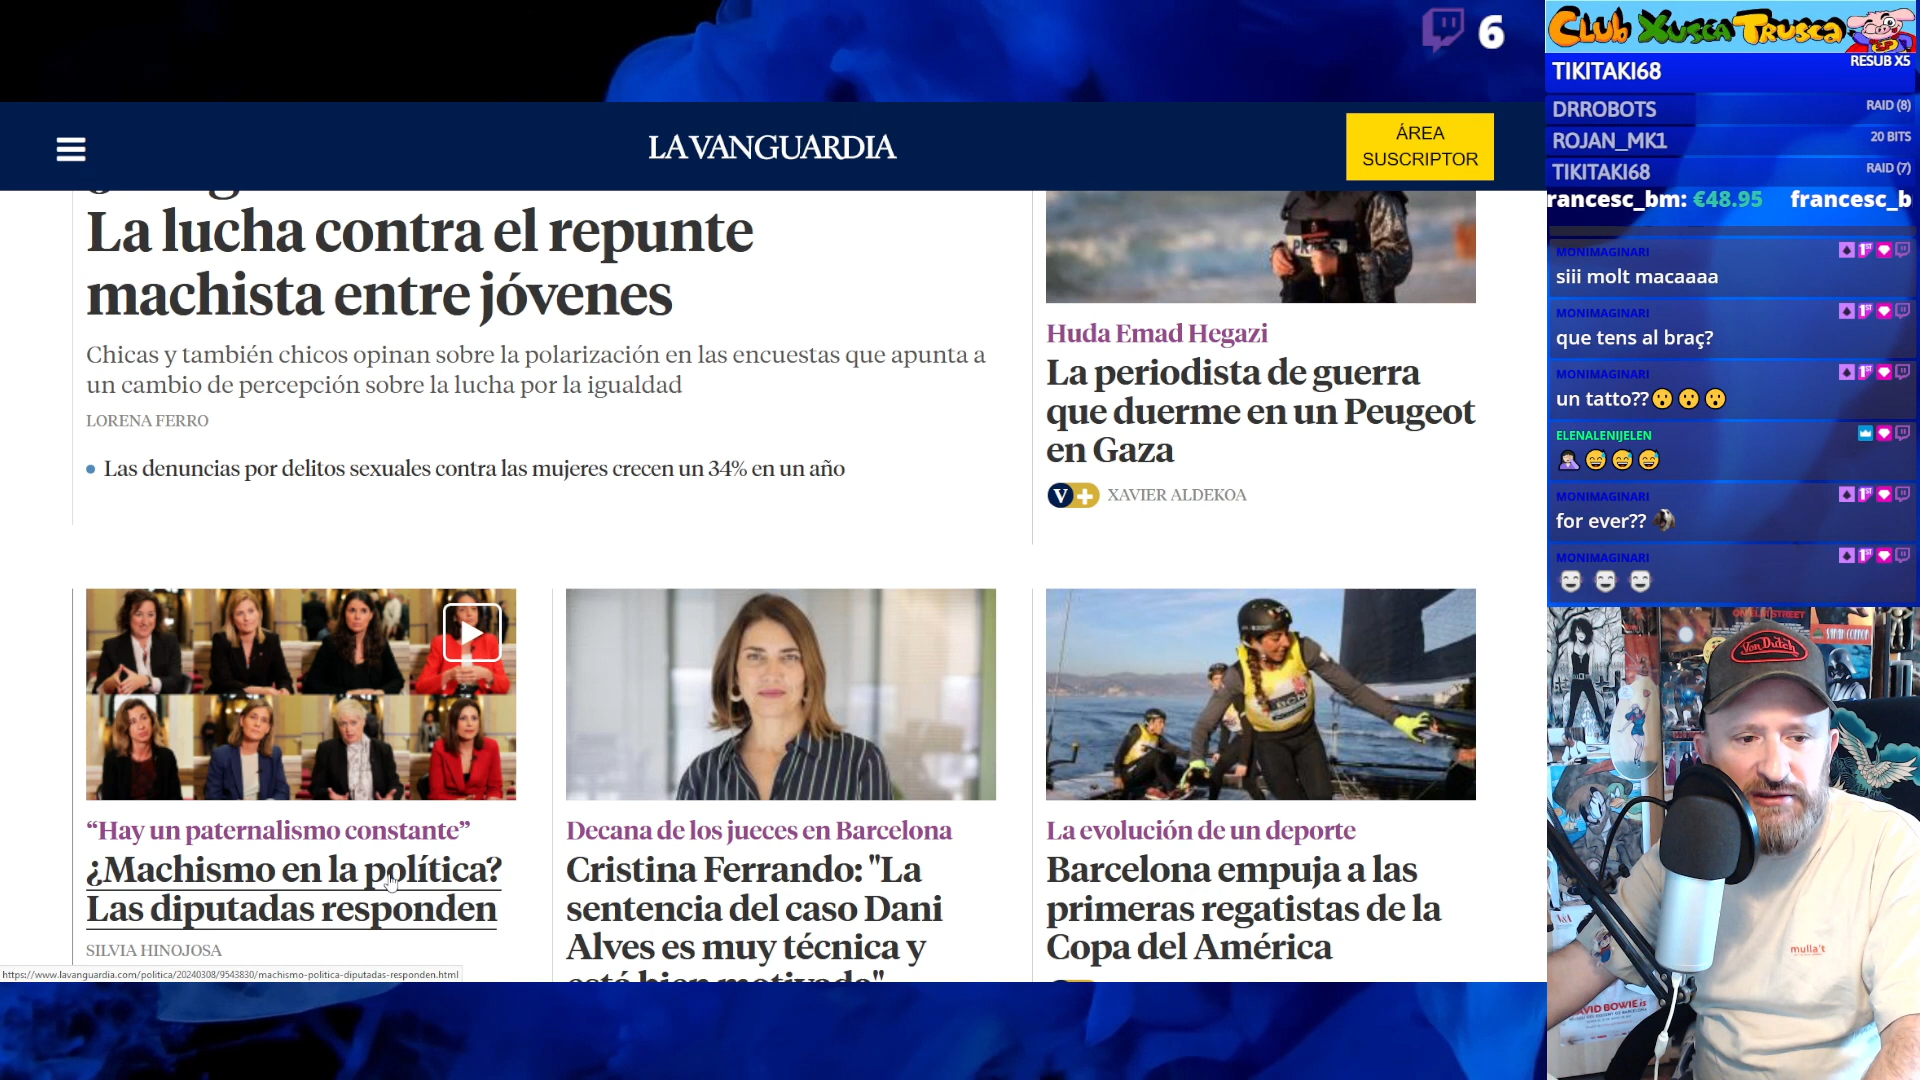 6
LA VANGUARDIA
ÁREA
SUSCRIPTOR
La lucha contra el repunte
machista entre jóvenes
Chicas y también chicos opinan sobre la polarización en las encuestas que apunta a
un cambio de percepción sobre la lucha por la igualdad
LORENA FERRO
Las denuncias por delitos sexuales contra las mujeres crecen un 34% en un año
PRESS
Huda Emad Hegazi
La periodista de guerra
que duerme en un Peugeot
en Gaza
V+ XAVIER ALDEKOA
“Hay un paternalismo constante”
¿Machismo en la política?
Las diputadas responden
SILVIA HINOJOSA
https://www.lavanguardia.com/politica/20240308/9543830/machismo-politica-diputadas-responden.html
Decana de los jueces en Barcelona
Cristina Ferrando: "La
sentencia del caso Dani
Alves es muy técnica y
está bien motivada"
La evolución de un deporte
Barcelona empuja a las
primeras regatistas de la
Copa del América
Club Xusca Trusca
TIKITAKI68 RESUB X5
DRROBOTS RAID (8)
ROJAN_MK1 20 BITS
TIKITAKI68 RAID (7)
rancesc_bm: €48.95 francesc_b
MONIMAGINARI
siii molt macaaaa
MONIMAGINARI
que tens al braç?
MONIMAGINARI
un tatto??😮😮😮
ELENALENIJELEN
🤦🏻‍♀️😅😅😅
MONIMAGINARI
for ever??
MONIMAGINARI
Von Dutch
mulla't
DAVID BOWIE is